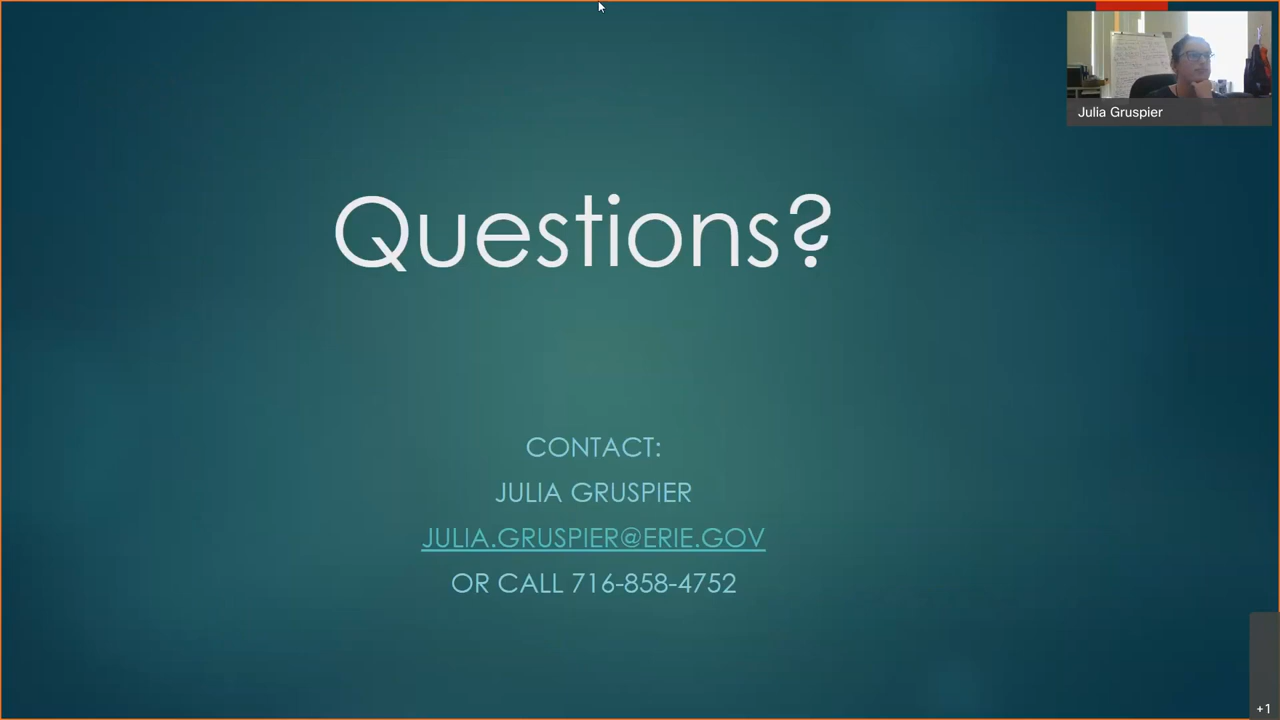 Julia Gruspier
Questions?
CONTACT:
JULIA GRUSPIER
JULIA.GRUSPIER@ERIE.GOV
OR CALL 716-858-4752
+1